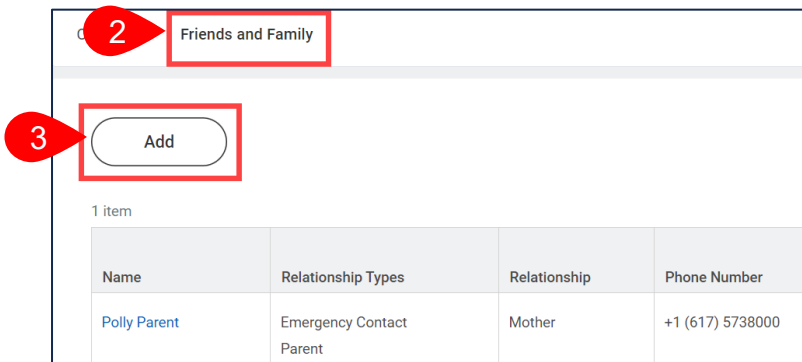 2
Friends and Family
3
Add
1 item
Name Relationship Types Relationship Phone Number
Polly Parent Emergency Contact Mother +1 (617) 5738000
Parent